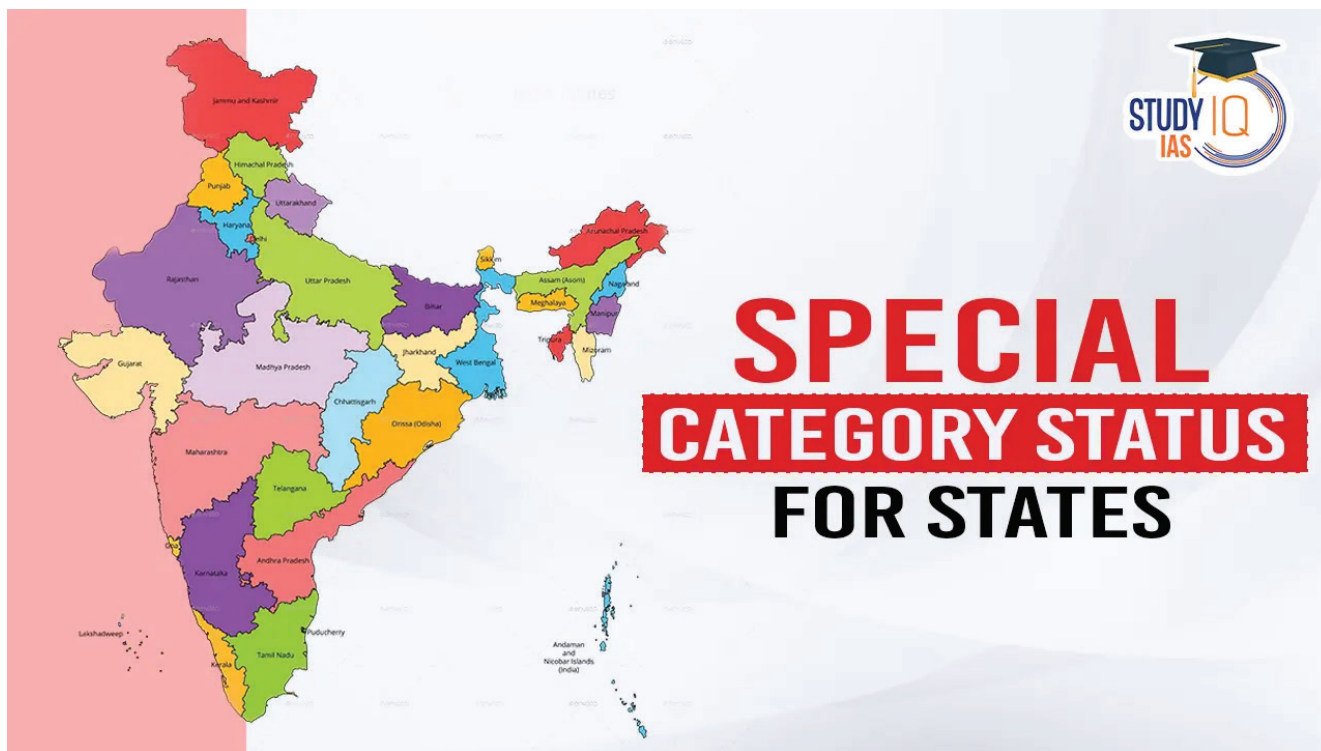 Jammu and Kashmir
Himachal Pradesh
Punjab
Uttarakhand
Haryana
Delhi
Rajasthan
Uttar Pradesh
Bihar
Sikkim
Arunachal Pradesh
Assam (Asom)
Nagaland
Meghalaya
Manipur
Tripura
Mizoram
Gujarat
Madhya Pradesh
Jharkhand
West Bengal
Chhattisgarh
Orissa (Odisha)
Maharashtra
Telangana
Goa
Karnataka
Andhra Pradesh
Lakshadweep
Puducherry
Kerala
Tamil Nadu
Andaman
and
Nicobar Islands
(India)
STUDY IQ
IAS
SPECIAL
CATEGORY STATUS
FOR STATES